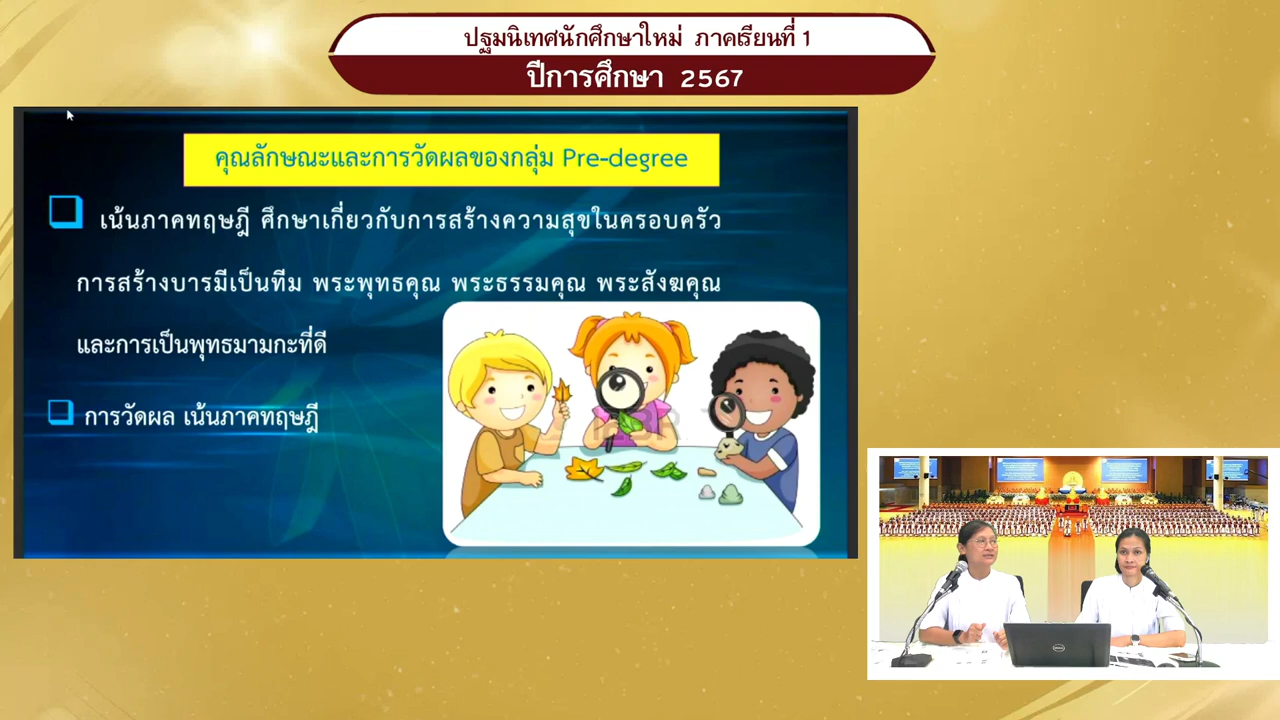 ปฐมนิเทศนักศึกษาใหม่ ภาคเรียนที่ 1
ปีการศึกษา 2567
คุณลักษณะและการวัดผลของกลุ่ม Pre-degree
เน้นภาคทฤษฎี ศึกษาเกี่ยวกับการสร้างความสุขในครอบครัว
การสร้างบารมีเป็นทีม พระพุทธคุณ พระธรรมคุณ พระสังฆคุณ
และการเป็นพุทธมามกะที่ดี
การวัดผล เน้นภาคทฤษฎี
DELL